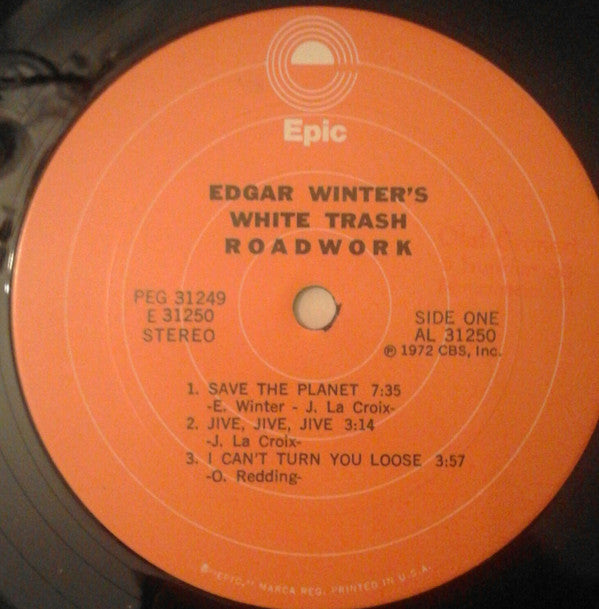 Epic
EDGAR WINTER'S
WHITE TRASH
ROADWORK
PEG 31249
E 31250
STEREO
SIDE ONE
AL 31250
℗ 1972 CBS, Inc.
1. SAVE THE PLANET 7:35
-E. Winter - J. La Croix-
2. JIVE, JIVE, JIVE 3:14
-J. La Croix-
3. I CAN'T TURN YOU LOOSE 3:57
-O. Redding-
"EPIC," MARCA REG. PRINTED IN U.S.A.